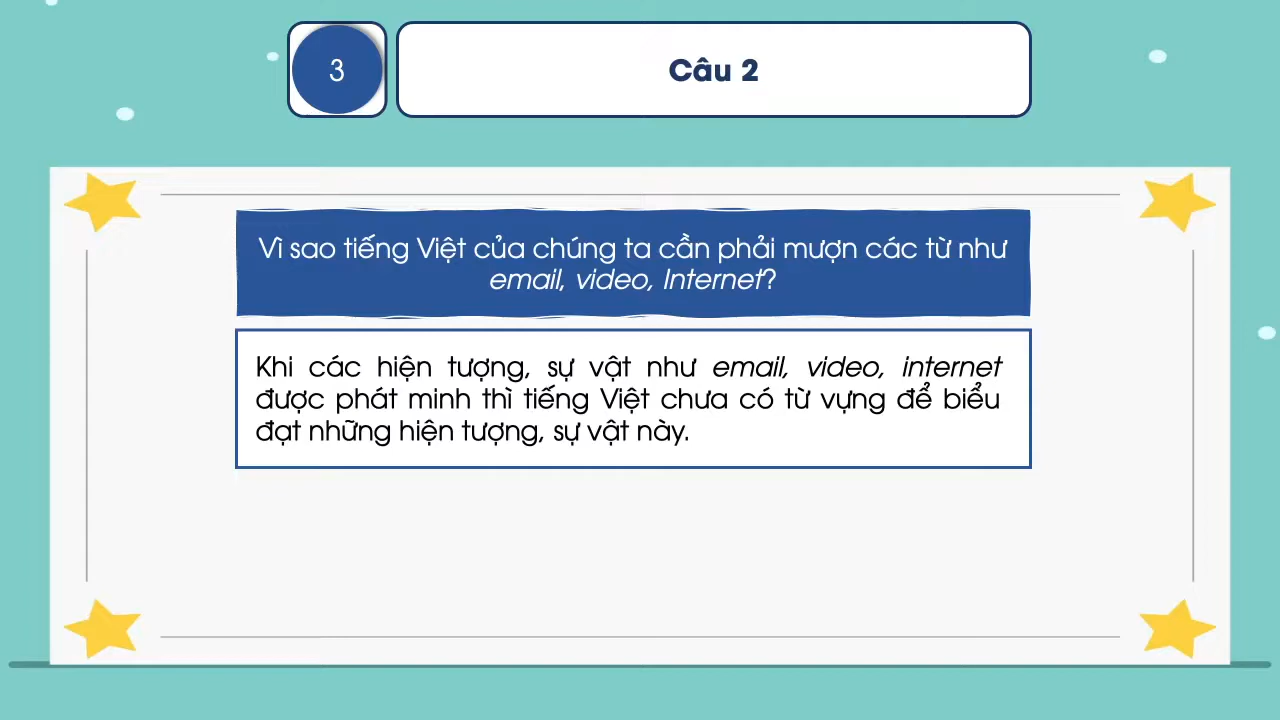 3
Câu 2
Vì sao tiếng Việt của chúng ta cần phải mượn các từ như
email, video, Internet?
Khi các hiện tượng, sự vật như email, video, internet
được phát minh thì tiếng Việt chưa có từ vựng để biểu
đạt những hiện tượng, sự vật này.